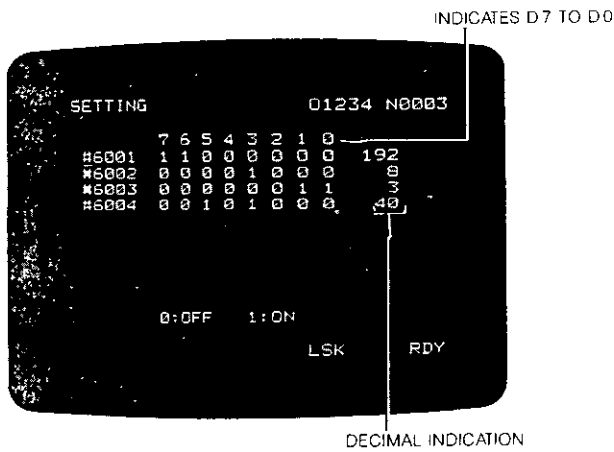 INDICATES D7 TO D0
SETTING O1234 N0003
7 6 5 4 3 2 1 0
#6001 1 1 0 0 0 0 0 0 192
#6002 0 0 0 0 1 0 0 0 8
#6003 0 0 0 0 0 0 1 1 3
#6004 0 0 1 0 1 0 0 0 40
0:OFF 1:ON
LSK RDY
DECIMAL INDICATION